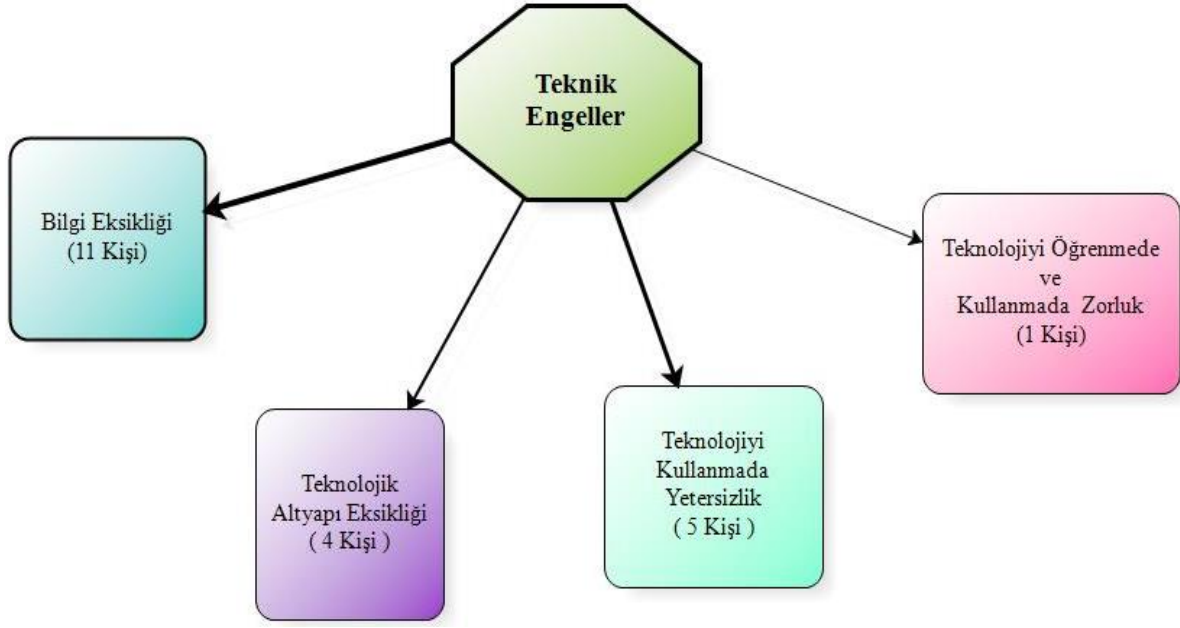 Teknik
Engeller
Bilgi Eksikliği
(11 Kişi)
Teknolojik
Altyapı Eksikliği
( 4 Kişi )
Teknolojiyi
Kullanmada
Yetersizlik
( 5 Kişi )
Teknolojiyi Öğrenmede
ve
Kullanmada Zorluk
(1 Kişi)